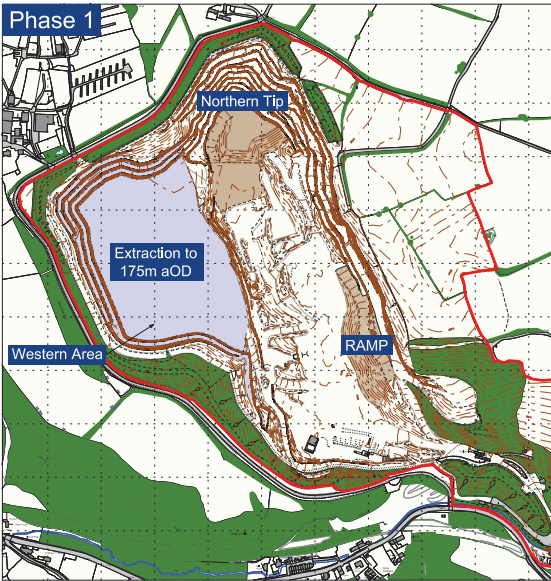 Phase 1
Northern Tip
Extraction to
175m aOD
Western Area
RAMP